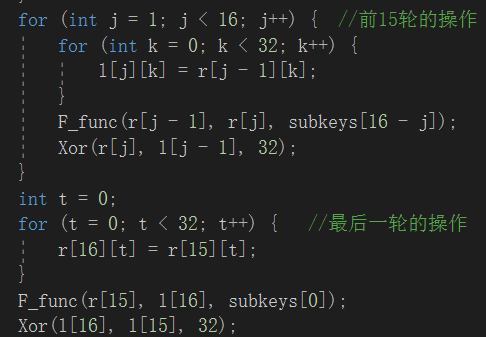 for (int j = 1; j < 16; j++) {  //前15轮的操作
for (int k = 0; k < 32; k++) {
l[j][k] = r[j - 1][k];
}
F_func(r[j - 1], r[j], subkeys[16 - j]);
Xor(r[j], l[j - 1], 32);
}
int t = 0;
for (t = 0; t < 32; t++) {   //最后一轮的操作
r[16][t] = r[15][t];
}
F_func(r[15], l[16], subkeys[0]);
Xor(l[16], l[15], 32);